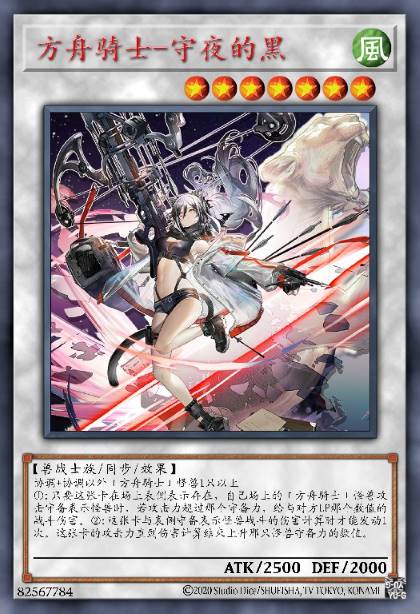 方舟骑士-守夜的黑
風
【兽战士族/同步/效果】
协调+协调以外「方舟骑士」怪兽1只以上
①:只要这张卡在场上表侧表示存在,自己场上的「方舟骑士」怪兽攻
击守备表示怪兽时,若攻击力超过那个守备力,给与对方LP那个数值的
战斗伤害。②:这张卡与表侧守备表示怪兽战斗的伤害计算时才能发动1
次。这张卡的攻击力直到伤害计算结束上升那只怪兽守备力的数值。
ATK/2500 DEF/2000
82567784
©2020 Studio Dice/SHUEISHA, TV TOKYO, KONAMI